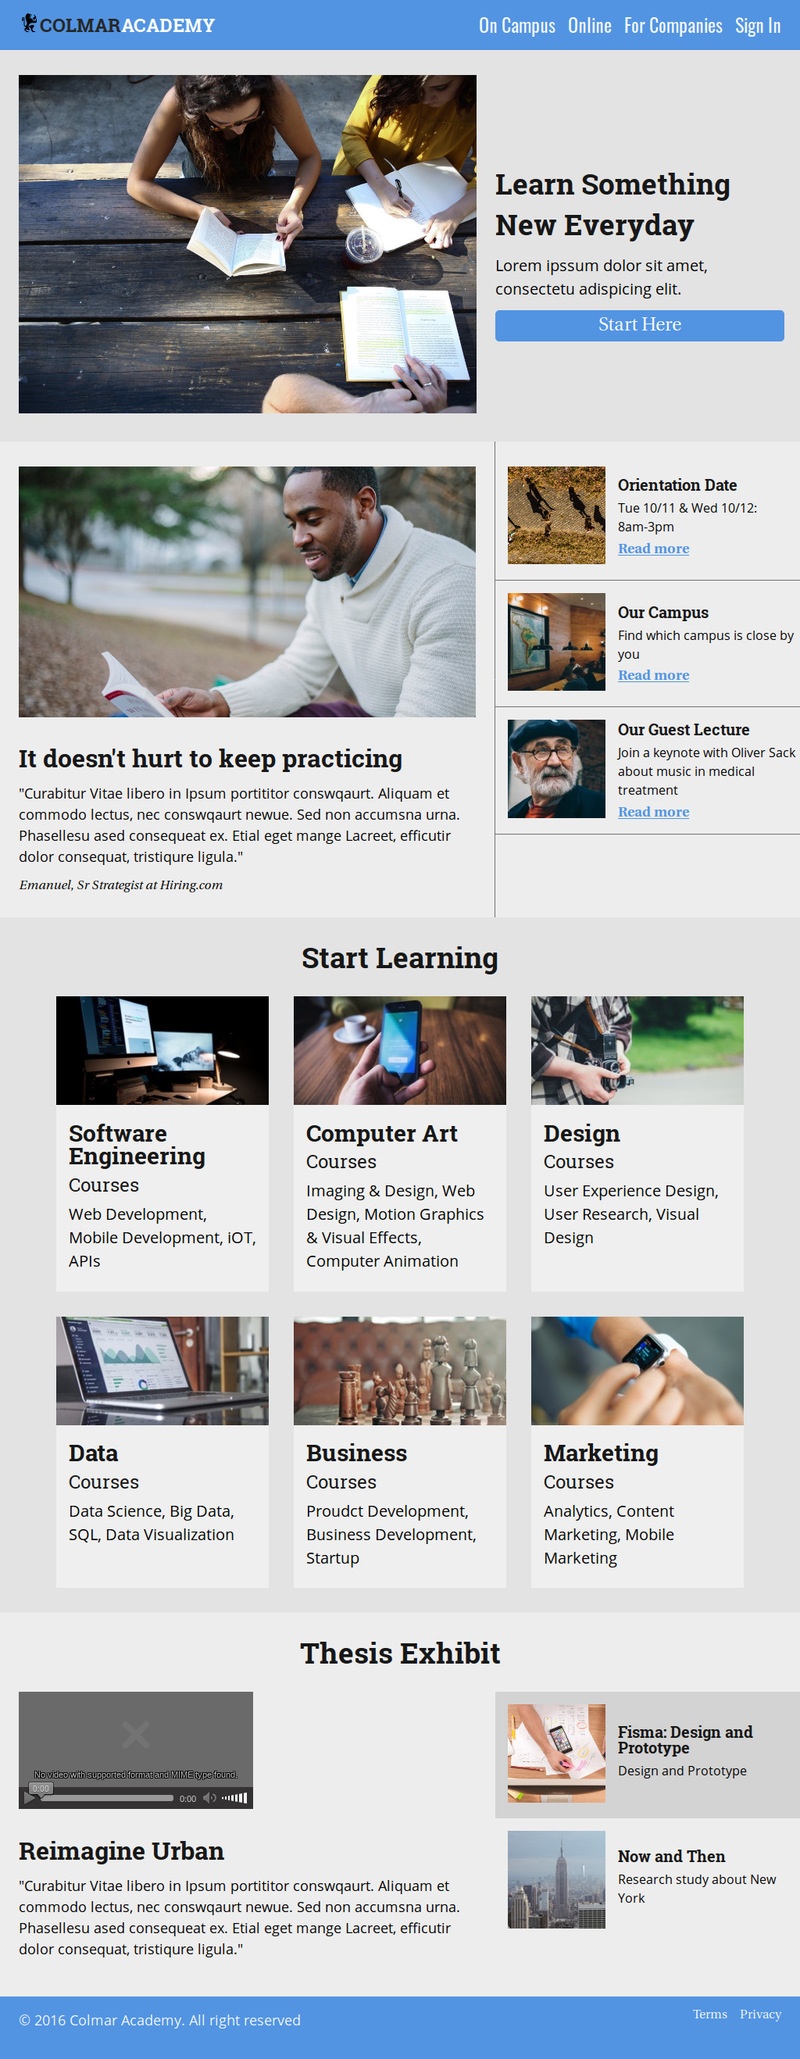 COLMARACADEMY
On Campus Online For Companies Sign In
Learn Something
New Everyday
Lorem ipssum dolor sit amet,
consectetu adispicing elit.
Start Here
Orientation Date
Tue 10/11 & Wed 10/12:
8am-3pm
Read more
Our Campus
Find which campus is close by
you
Read more
Our Guest Lecture
Join a keynote with Oliver Sack
about music in medical
treatment
Read more
It doesn't hurt to keep practicing
"Curabitur Vitae libero in Ipsum portititor conswqaurt. Aliquam et
commodo lectus, nec conswqaurt newue. Sed non accumsna urna.
Phasellesu ased consequeat ex. Etial eget mange Lacreet, efficutir
dolor consequat, tristiqure ligula."
Emanuel, Sr Strategist at Hiring.com
Start Learning
Software
Engineering
Courses
Web Development,
Mobile Development, iOT,
APIs
Computer Art
Courses
Imaging & Design, Web
Design, Motion Graphics
& Visual Effects,
Computer Animation
Design
Courses
User Experience Design,
User Research, Visual
Design
Data
Courses
Data Science, Big Data,
SQL, Data Visualization
Business
Courses
Proudct Development,
Business Development,
Startup
Marketing
Courses
Analytics, Content
Marketing, Mobile
Marketing
Thesis Exhibit
No video with supported format and MIME type found.
0:00
0:00
Reimagine Urban
"Curabitur Vitae libero in Ipsum portititor conswqaurt. Aliquam et
commodo lectus, nec conswqaurt newue. Sed non accumsna urna.
Phasellesu ased consequeat ex. Etial eget mange Lacreet, efficutir
dolor consequat, tristiqure ligula."
Fisma: Design and
Prototype
Design and Prototype
Now and Then
Research study about New
York
© 2016 Colmar Academy. All right reserved
Terms Privacy